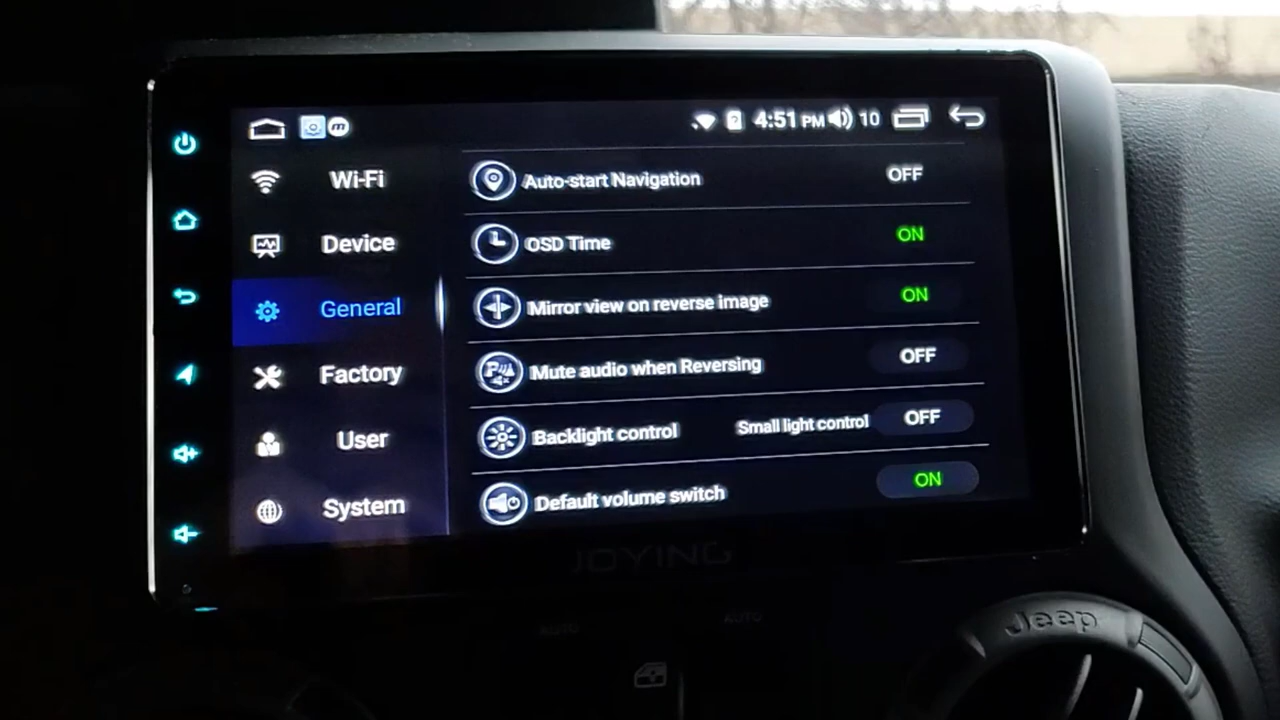 4:51 PM 10
Wi-Fi
Device
General
Factory
User
System
Auto-start Navigation OFF
OSD Time ON
Mirror view on reverse image ON
Mute audio when Reversing OFF
Backlight control Small light control OFF
Default volume switch ON
JOYING
AUTO AUTO
Jeep